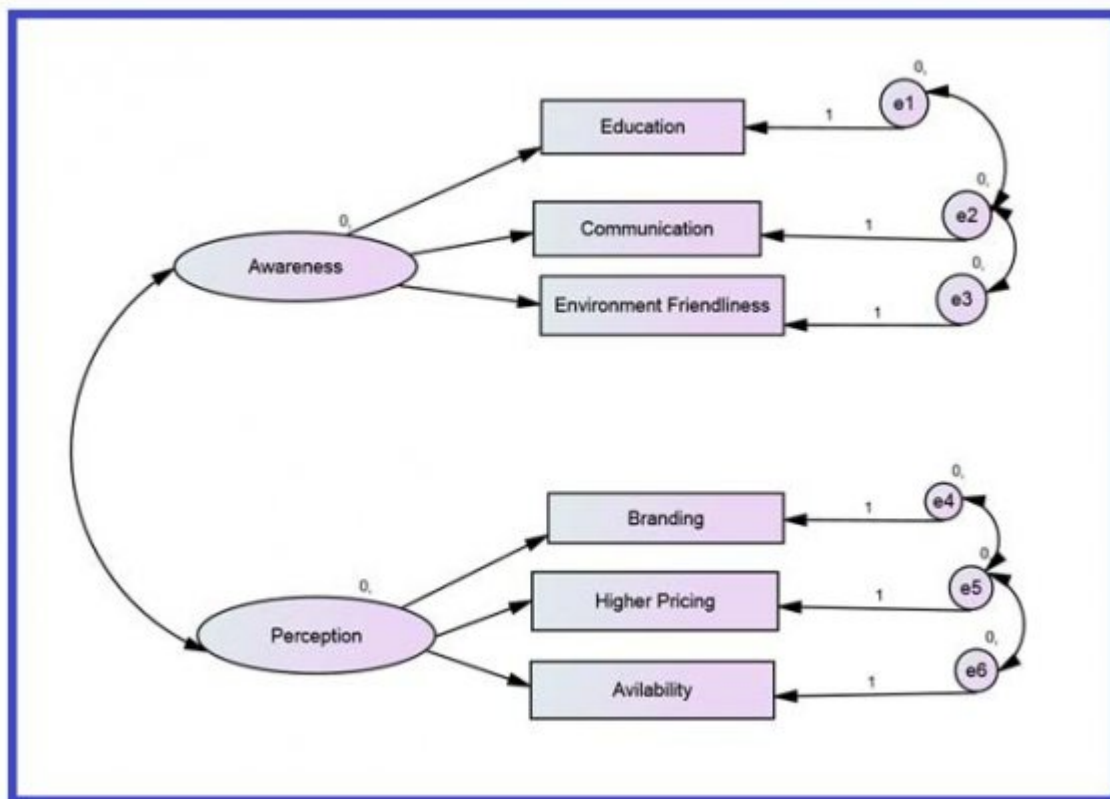 0,
e1
1
Education
0,
e2
1
Communication
0,
Awareness
0,
e3
1
Environment Friendliness
0,
e4
1
Branding
0,
e5
1
Higher Pricing
0,
Perception
0,
e6
1
Avilability